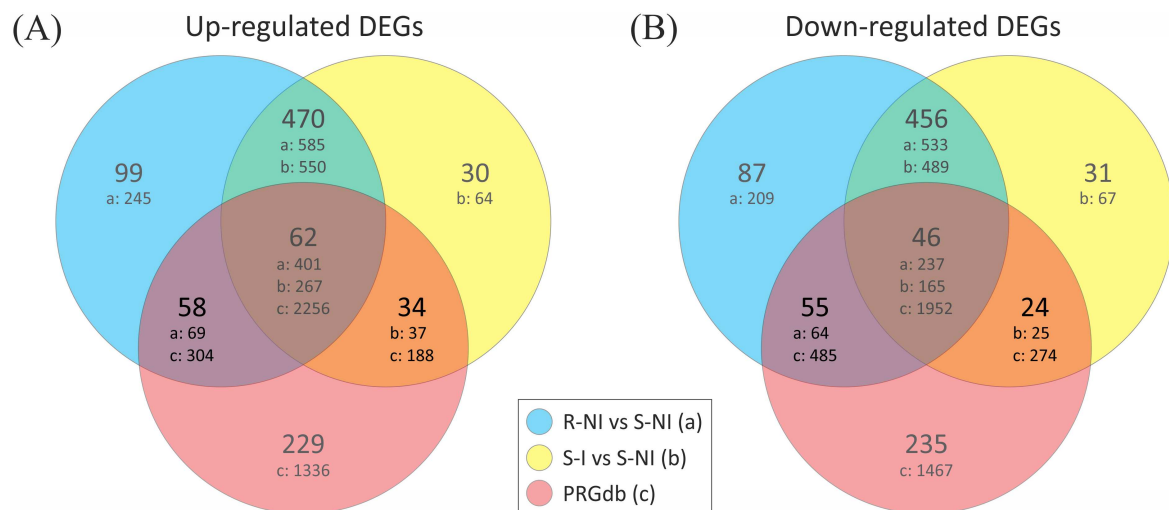 (A)
Up-regulated DEGs
470
a: 585
b: 550
99
a: 245
30
b: 64
62
a: 401
b: 267
c: 2256
58
a: 69
c: 304
34
b: 37
c: 188
229
c: 1336
(B)
Down-regulated DEGs
456
a: 533
b: 489
87
a: 209
31
b: 67
46
a: 237
b: 165
c: 1952
55
a: 64
c: 485
24
b: 25
c: 274
235
c: 1467
R-NI vs S-NI (a)
S-I vs S-NI (b)
PRGdb (c)